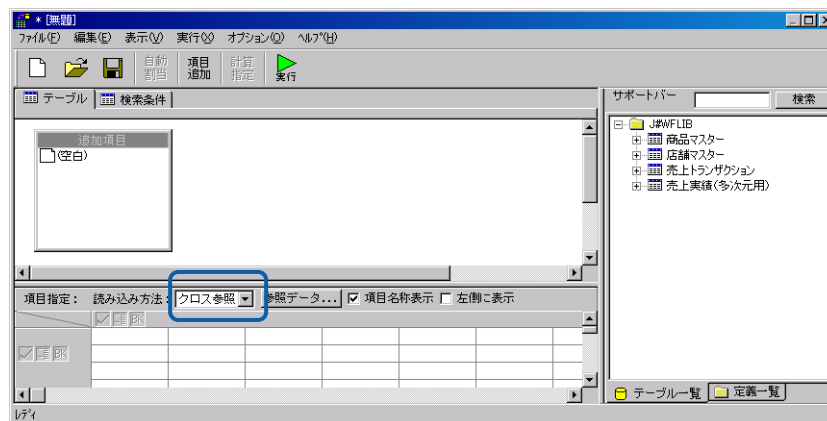 * [無題]
ファイル(F) 編集(E) 表示(V) 実行(X) オプション(O) ヘルプ(H)
自動割当 項目追加 計算指定 実行
テーブル 検索条件
サポートバー 検索
追加項目
(空白)
J#WFLIB
商品マスター
店舗マスター
売上トランザクション
売上実績(多次元用)
項目指定： 読み込み方法： クロス参照 参照データ... 項目名称表示 左側に表示
BK
BK
テーブル一覧 定義一覧
レディ